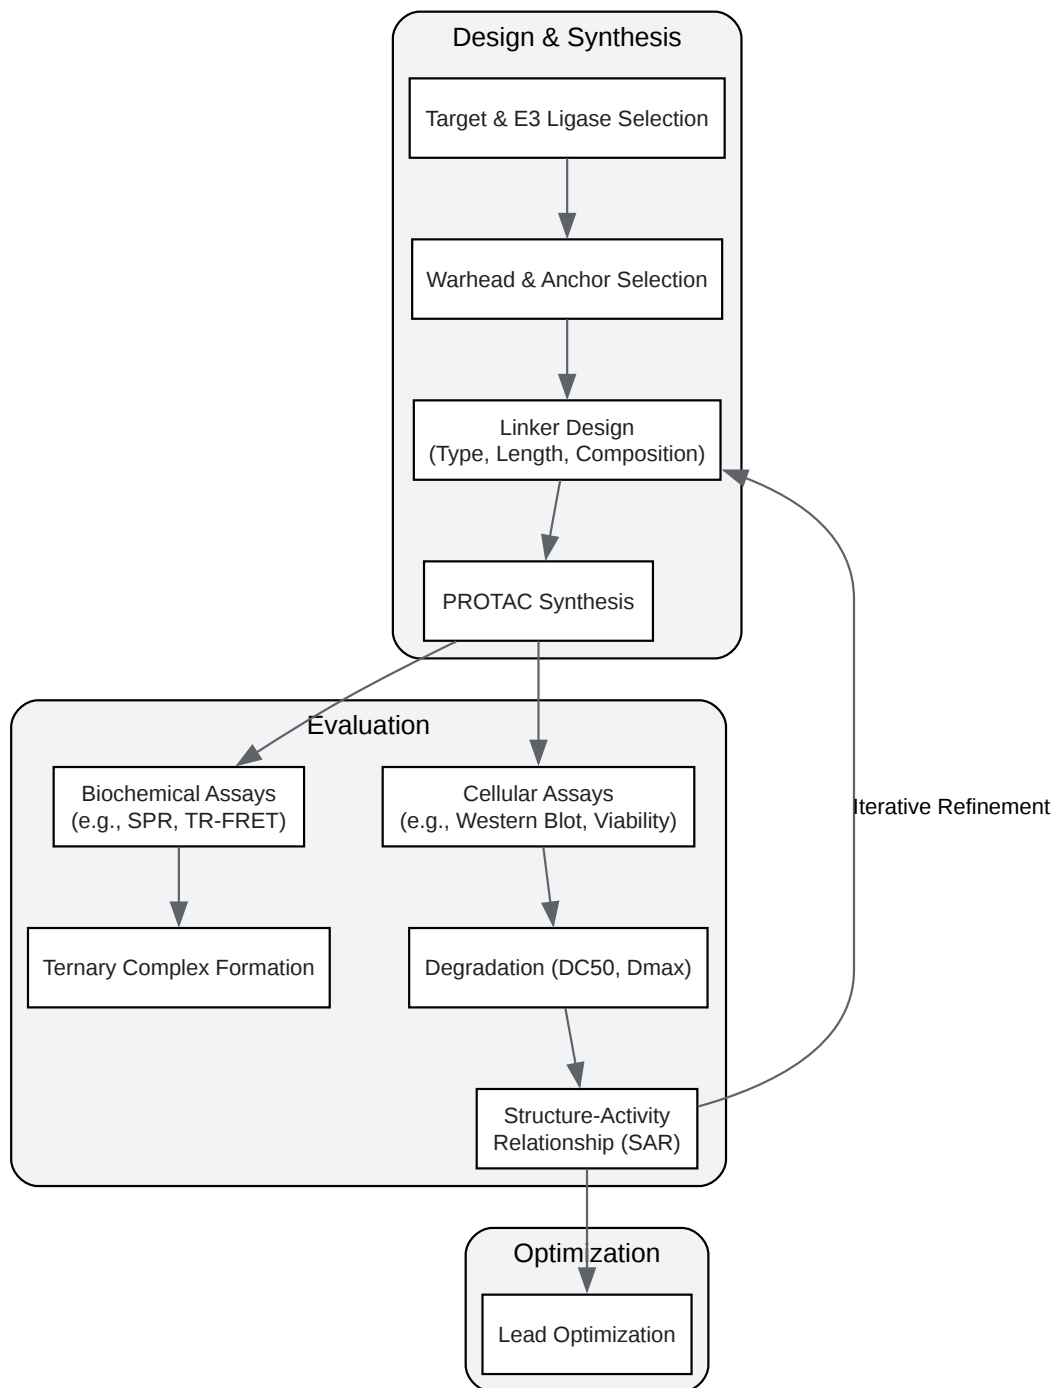 Design & Synthesis
Target & E3 Ligase Selection
Warhead & Anchor Selection
Linker Design
(Type, Length, Composition)
PROTAC Synthesis
Evaluation
Biochemical Assays
(e.g., SPR, TR-FRET)
Cellular Assays
(e.g., Western Blot, Viability)
Iterative Refinement
Ternary Complex Formation
Degradation (DC50, Dmax)
Structure-Activity
Relationship (SAR)
Optimization
Lead Optimization